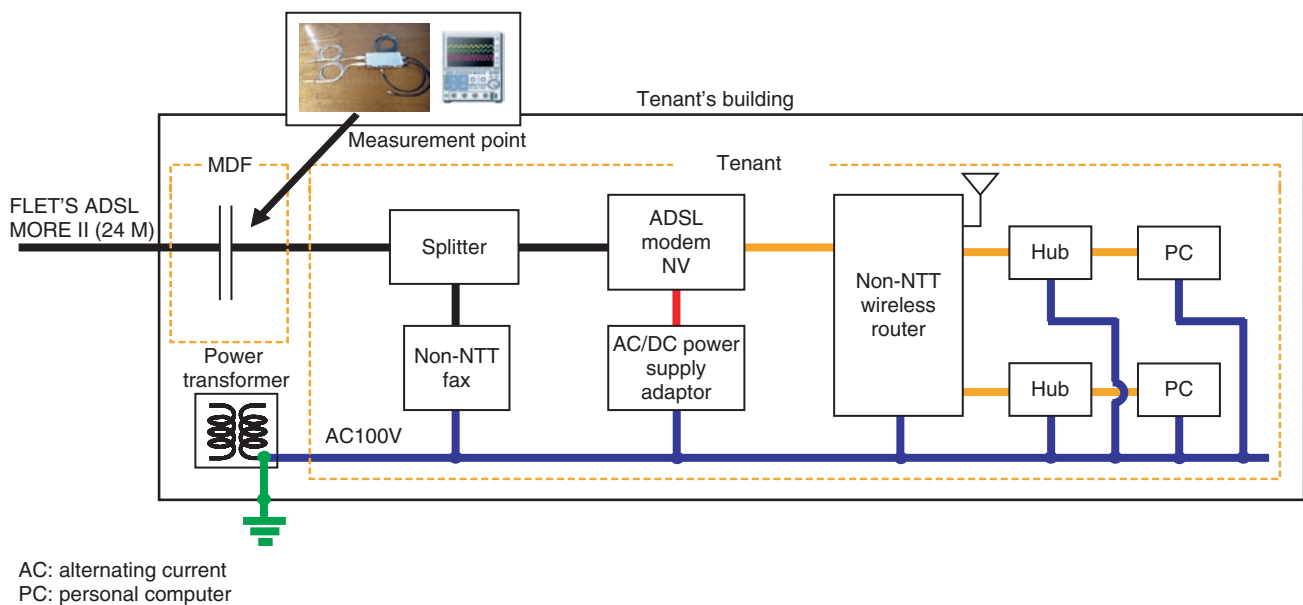 Tenant's building
Measurement point
MDF
Tenant
FLET'S ADSL
MORE II (24 M)
Splitter
ADSL
modem
NV
Non-NTT
wireless
router
Hub
PC
Non-NTT
fax
AC/DC power
supply
adaptor
Hub
PC
Power
transformer
AC100V
AC: alternating current
PC: personal computer